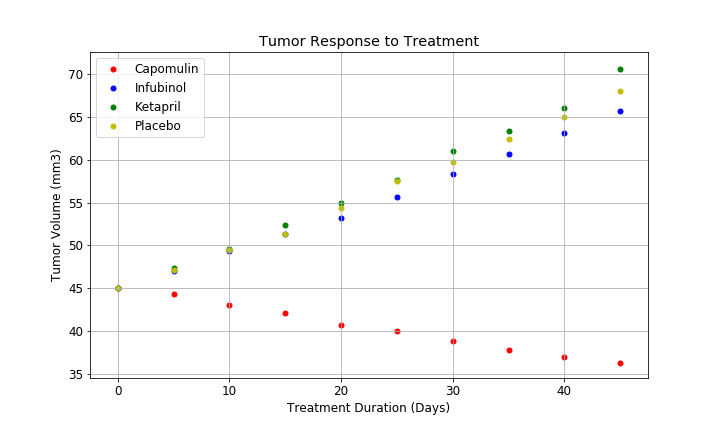 Tumor Response to Treatment
Capomulin
Infubinol
Ketapril
Placebo
Tumor Volume (mm3)
70
65
60
55
50
45
40
35
0 10 20 30 40
Treatment Duration (Days)